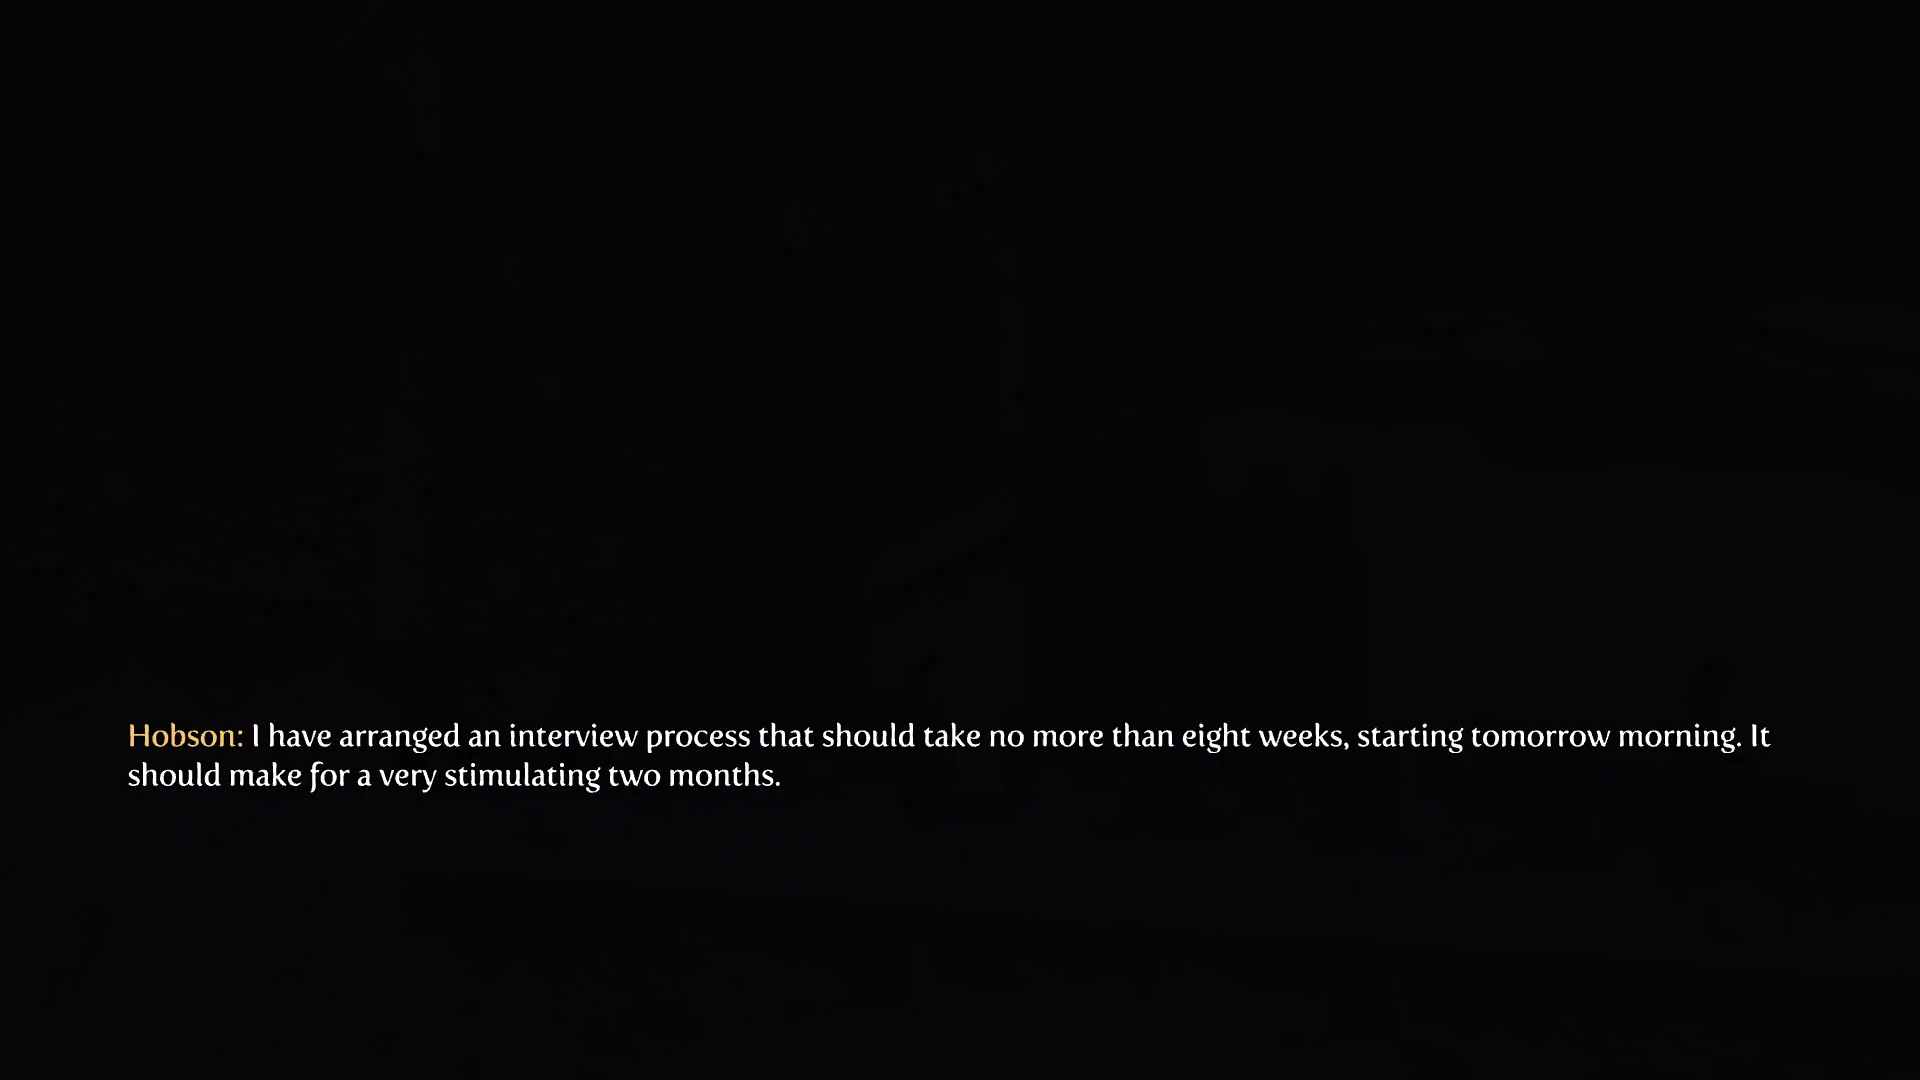 Hobson: I have arranged an interview process that should take no more than eight weeks, starting tomorrow morning. It
should make for a very stimulating two months.